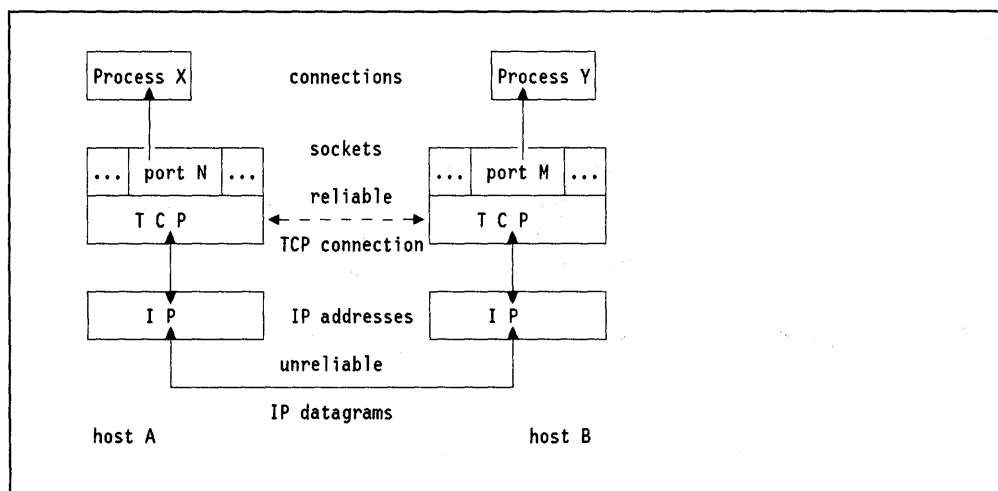 Process X connections Process Y
sockets
... port N ... ... port M ...
reliable
T C P T C P
TCP connection
I P IP addresses I P
unreliable
IP datagrams
host A host B